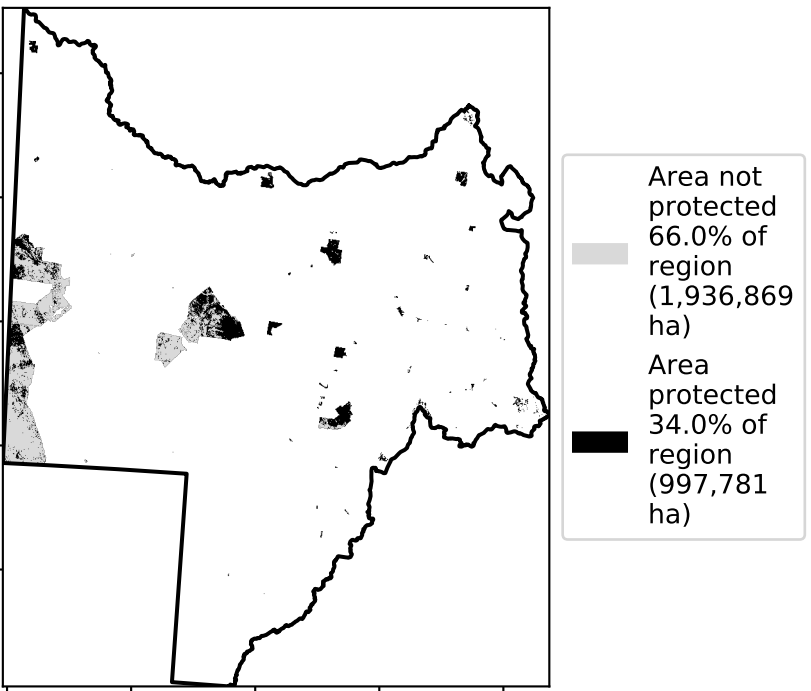 Area not
protected
66.0% of
region
(1,936,869
ha)
Area
protected
34.0% of
region
(997,781
ha)